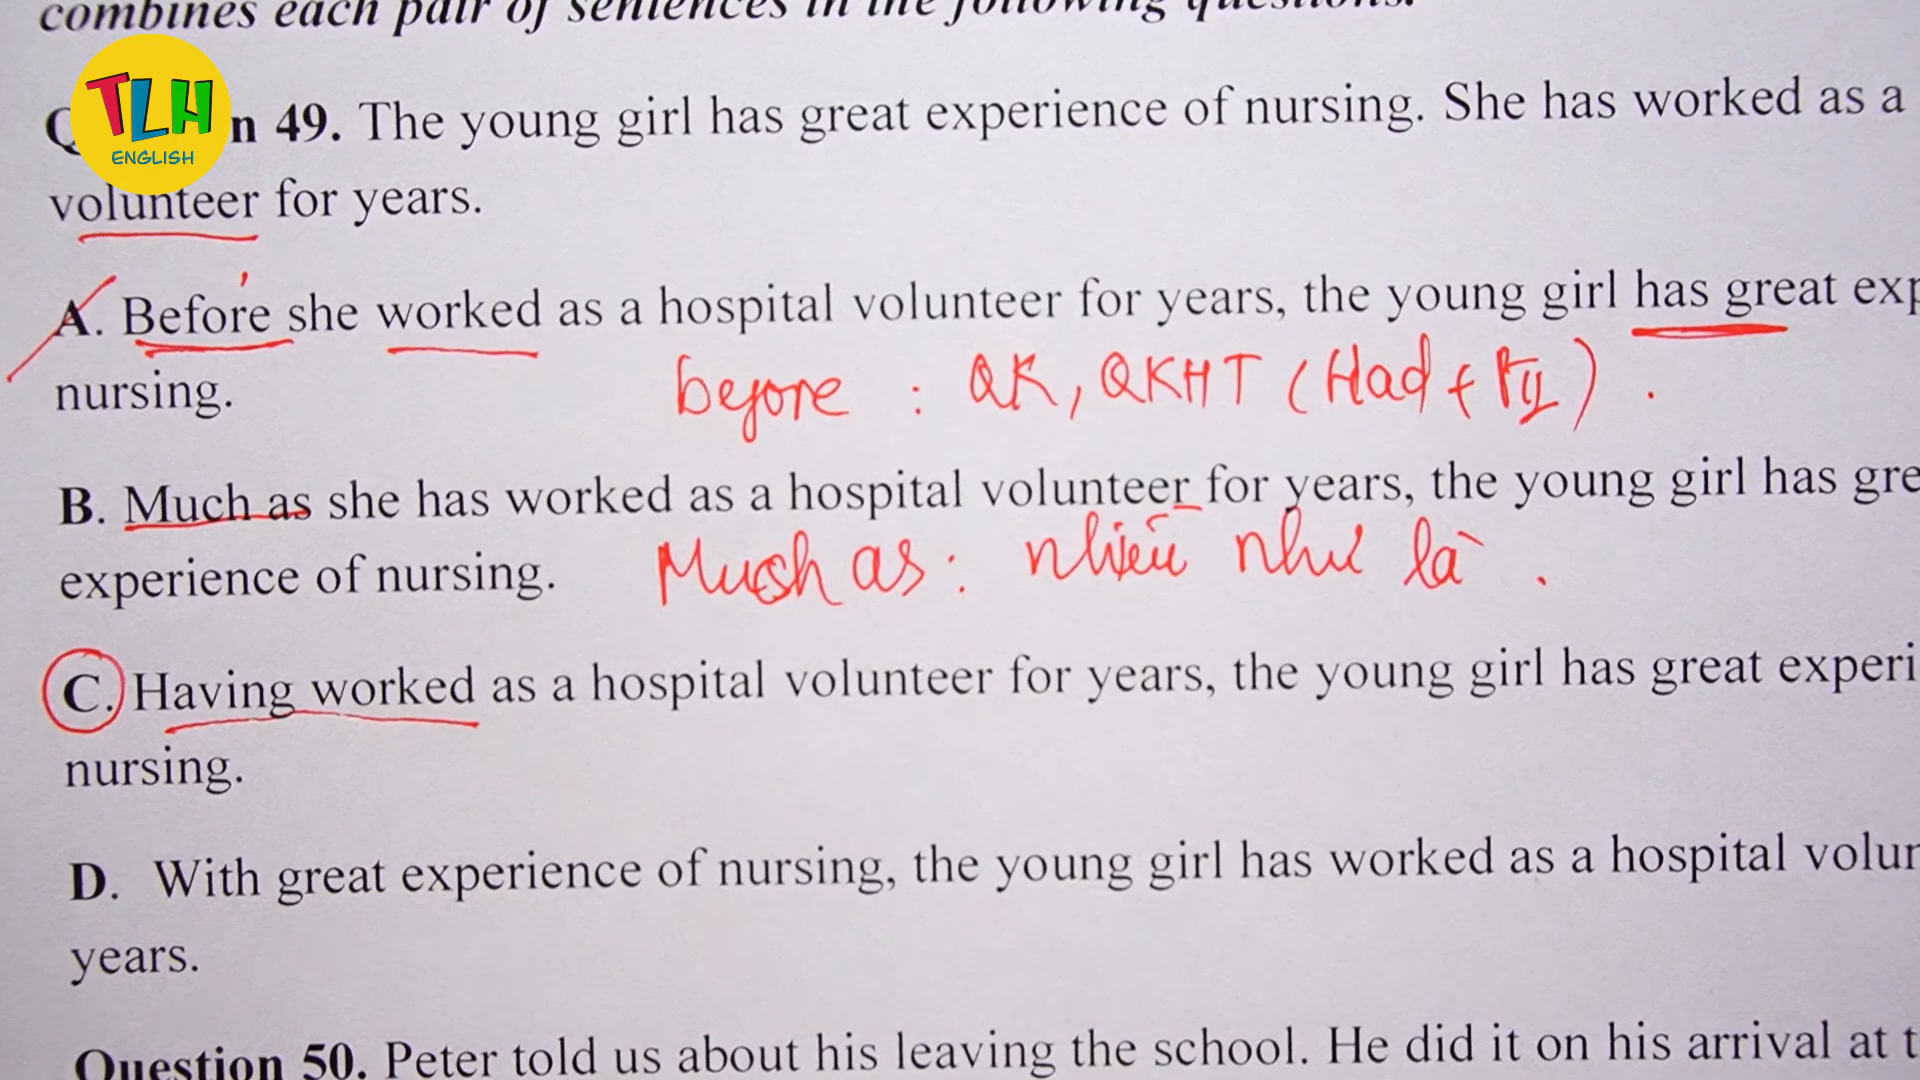 combines each pair of sentences in the following questions.
TLH
ENGLISH
n 49. The young girl has great experience of nursing. She has worked as a
volunteer for years.
A. Before she worked as a hospital volunteer for years, the young girl has great exp
nursing.
before : QK, QKHT (Had + PII) .
B. Much as she has worked as a hospital volunteer for years, the young girl has gre
experience of nursing.
Much as : nhiều như là .
C. Having worked as a hospital volunteer for years, the young girl has great experi
nursing.
D. With great experience of nursing, the young girl has worked as a hospital volun
years.
Question 50. Peter told us about his leaving the school. He did it on his arrival at t